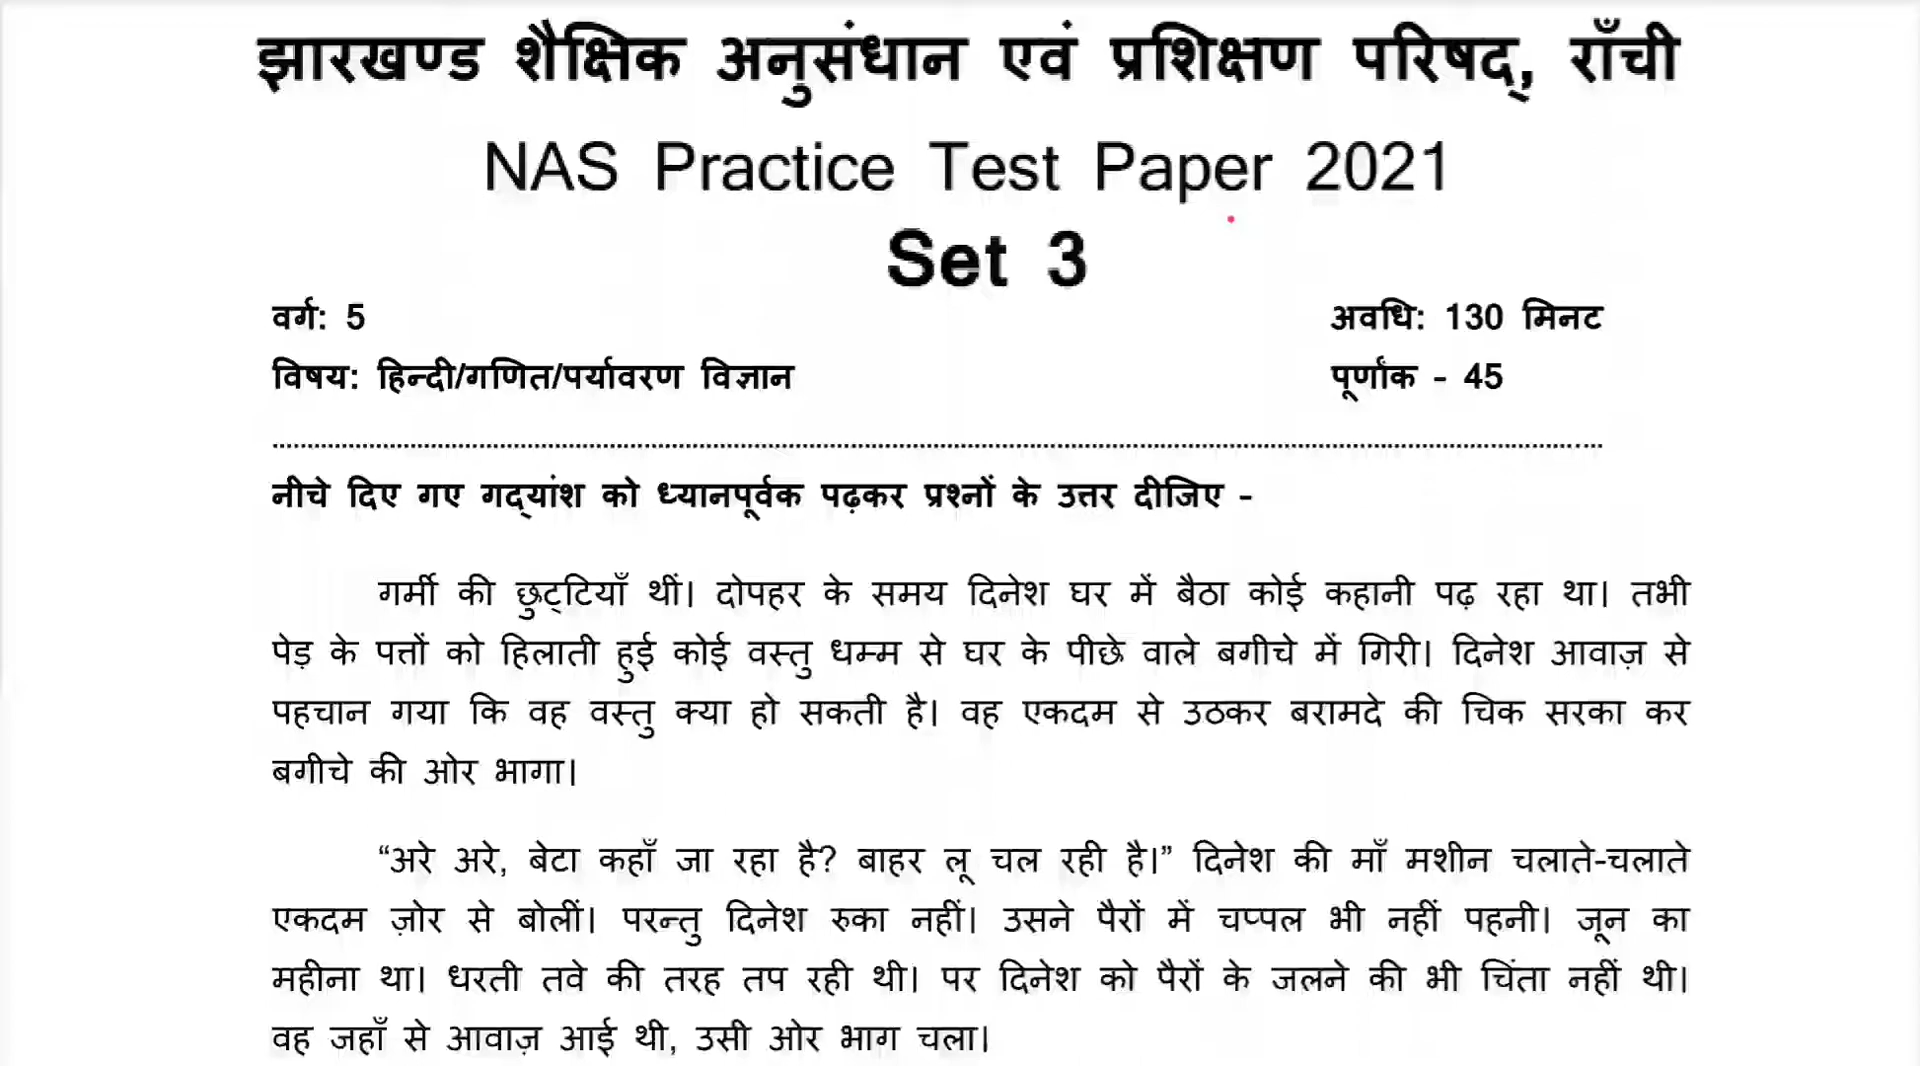 झारखण्ड शैक्षिक अनुसंधान एवं प्रशिक्षण परिषद्, राँची
NAS Practice Test Paper 2021
Set 3
वर्ग: 5 अवधि: 130 मिनट
विषय: हिन्दी/गणित/पर्यावरण विज्ञान पूर्णांक - 45
नीचे दिए गए गद्यांश को ध्यानपूर्वक पढ़कर प्रश्नों के उत्तर दीजिए -
गर्मी की छुट्टियाँ थीं। दोपहर के समय दिनेश घर में बैठा कोई कहानी पढ़ रहा था। तभी
पेड़ के पत्तों को हिलाती हुई कोई वस्तु धम्म से घर के पीछे वाले बगीचे में गिरी। दिनेश आवाज़ से
पहचान गया कि वह वस्तु क्या हो सकती है। वह एकदम से उठकर बरामदे की चिक सरका कर
बगीचे की ओर भागा।
“अरे अरे, बेटा कहाँ जा रहा है? बाहर लू चल रही है।” दिनेश की माँ मशीन चलाते-चलाते
एकदम ज़ोर से बोलीं। परन्तु दिनेश रुका नहीं। उसने पैरों में चप्पल भी नहीं पहनी। जून का
महीना था। धरती तवे की तरह तप रही थी। पर दिनेश को पैरों के जलने की भी चिंता नहीं थी।
वह जहाँ से आवाज़ आई थी, उसी ओर भाग चला।